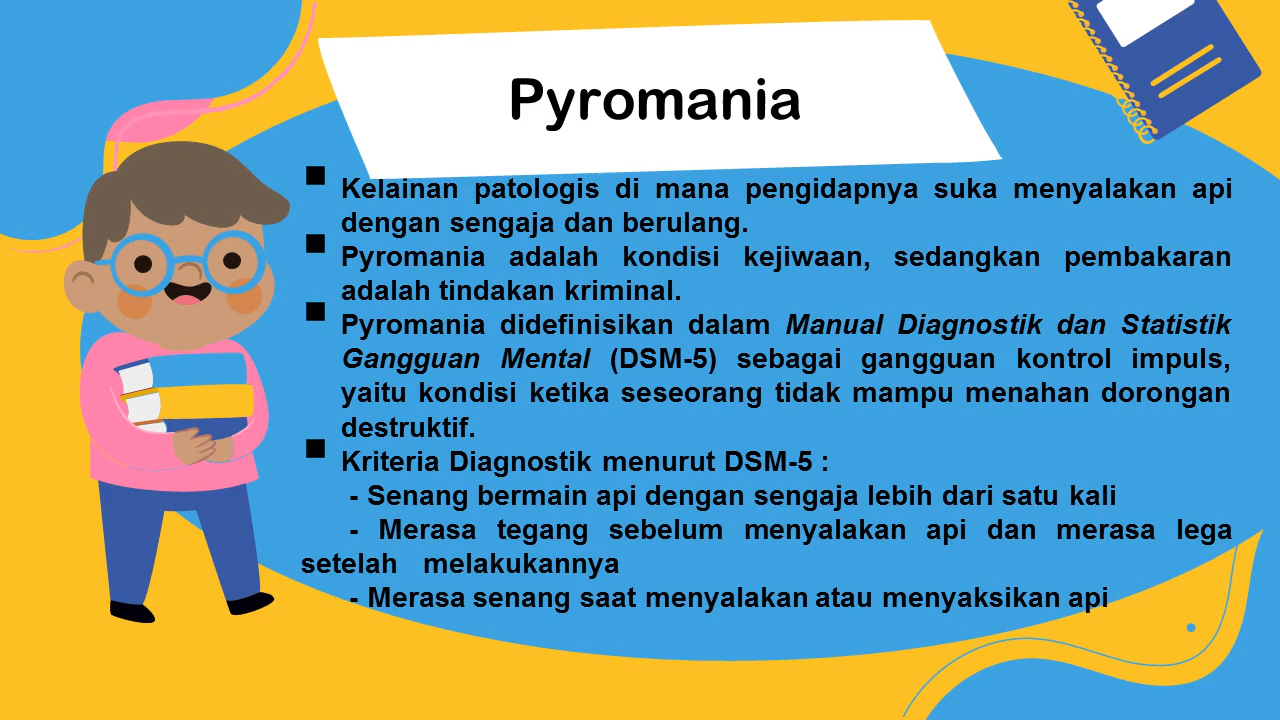 Pyromania
▪ Kelainan patologis di mana pengidapnya suka menyalakan api
dengan sengaja dan berulang.
▪ Pyromania adalah kondisi kejiwaan, sedangkan pembakaran
adalah tindakan kriminal.
▪ Pyromania didefinisikan dalam Manual Diagnostik dan Statistik
Gangguan Mental (DSM-5) sebagai gangguan kontrol impuls,
yaitu kondisi ketika seseorang tidak mampu menahan dorongan
destruktif.
▪ Kriteria Diagnostik menurut DSM-5 :
- Senang bermain api dengan sengaja lebih dari satu kali
- Merasa tegang sebelum menyalakan api dan merasa lega
setelah melakukannya
- Merasa senang saat menyalakan atau menyaksikan api